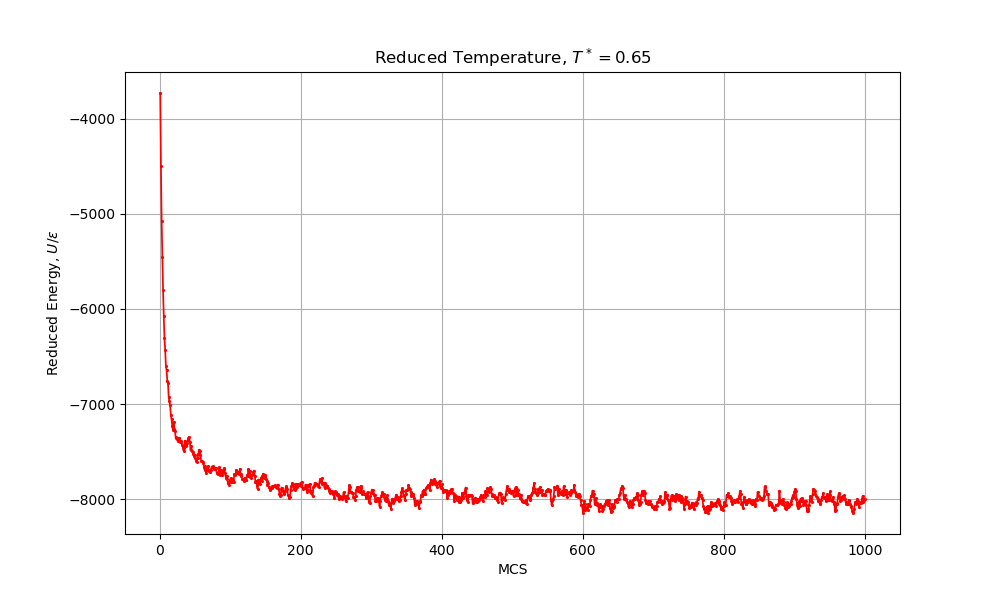 Reduced Temperature, $T^* = 0.65$
Reduced Energy, $U/\epsilon$
−4000
−5000
−6000
−7000
−8000
0 200 400 600 800 1000
MCS